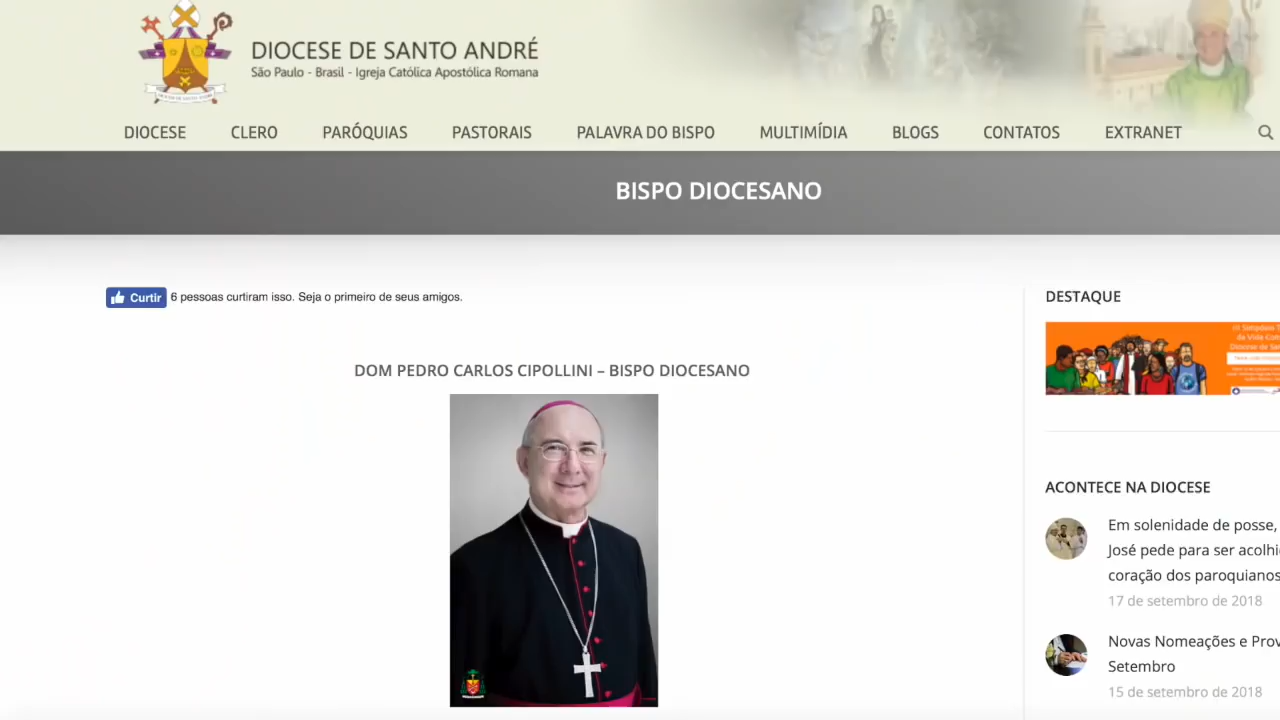 DIOCESE DE SANTO ANDRÉ
São Paulo - Brasil - Igreja Católica Apostólica Romana
DIOCESE CLERO PARÓQUIAS PASTORAIS PALAVRA DO BISPO MULTIMÍDIA BLOGS CONTATOS EXTRANET
BISPO DIOCESANO
Curtir 6 pessoas curtiram isso. Seja o primeiro de seus amigos.
DOM PEDRO CARLOS CIPOLLINI – BISPO DIOCESANO
DESTAQUE
ACONTECE NA DIOCESE
Em solenidade de posse,
José pede para ser acolhi
coração dos paroquianos
17 de setembro de 2018
Novas Nomeações e Prov
Setembro
15 de setembro de 2018